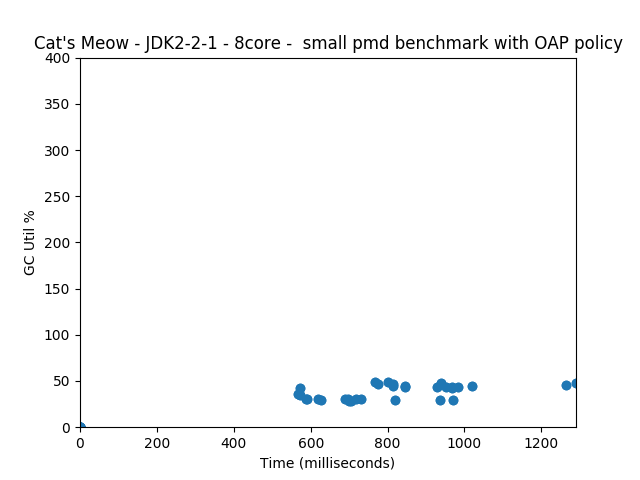 Cat's Meow - JDK2-2-1 - 8core -  small pmd benchmark with OAP policy
400
350
300
250
200
150
100
50
0
GC Util %
0 200 400 600 800 1000 1200
Time (milliseconds)